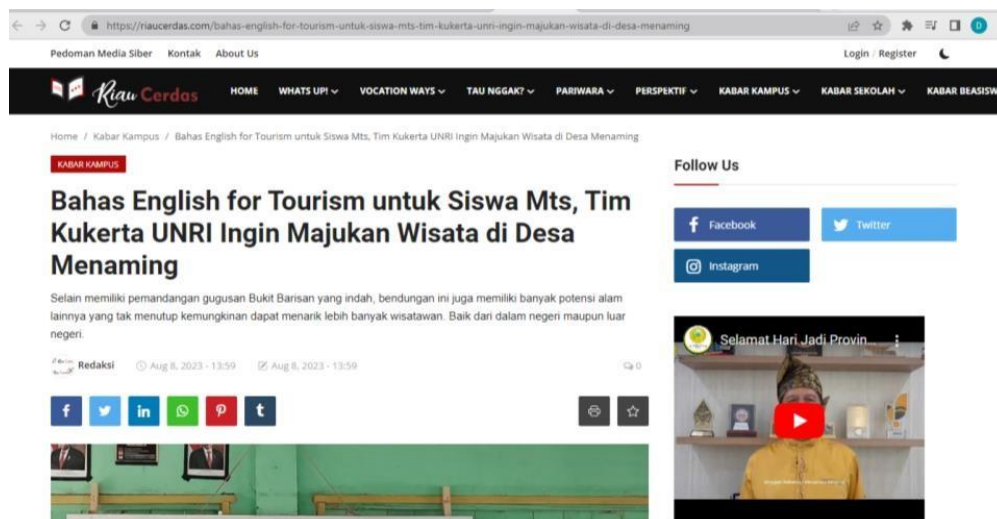 https://riaucerdas.com/bahas-english-for-tourism-untuk-siswa-mts-tim-kukerta-unri-ingin-majukan-wisata-di-desa-menaming
Pedoman Media Siber Kontak About Us Login / Register
Riau Cerdas HOME WHATS UP! VOCATION WAYS TAU NGGAK? PARIWARA PERSPEKTIF KABAR KAMPUS KABAR SEKOLAH KABAR BEASISW
Home / Kabar Kampus / Bahas English for Tourism untuk Siswa Mts, Tim Kukerta UNRI Ingin Majukan Wisata di Desa Menaming
KABAR KAMPUS
Bahas English for Tourism untuk Siswa Mts, Tim
Kukerta UNRI Ingin Majukan Wisata di Desa
Menaming
Selain memiliki pemandangan gugusan Bukit Barisan yang indah, bendungan ini juga memiliki banyak potensi alam
lainnya yang tak menutup kemungkinan dapat menarik lebih banyak wisatawan. Baik dari dalam negeri maupun luar
negeri.
Redaksi Aug 8, 2023 - 13:59 Aug 8, 2023 - 13:59 0
Follow Us
Facebook Twitter
Instagram
Selamat Hari Jadi Provin...